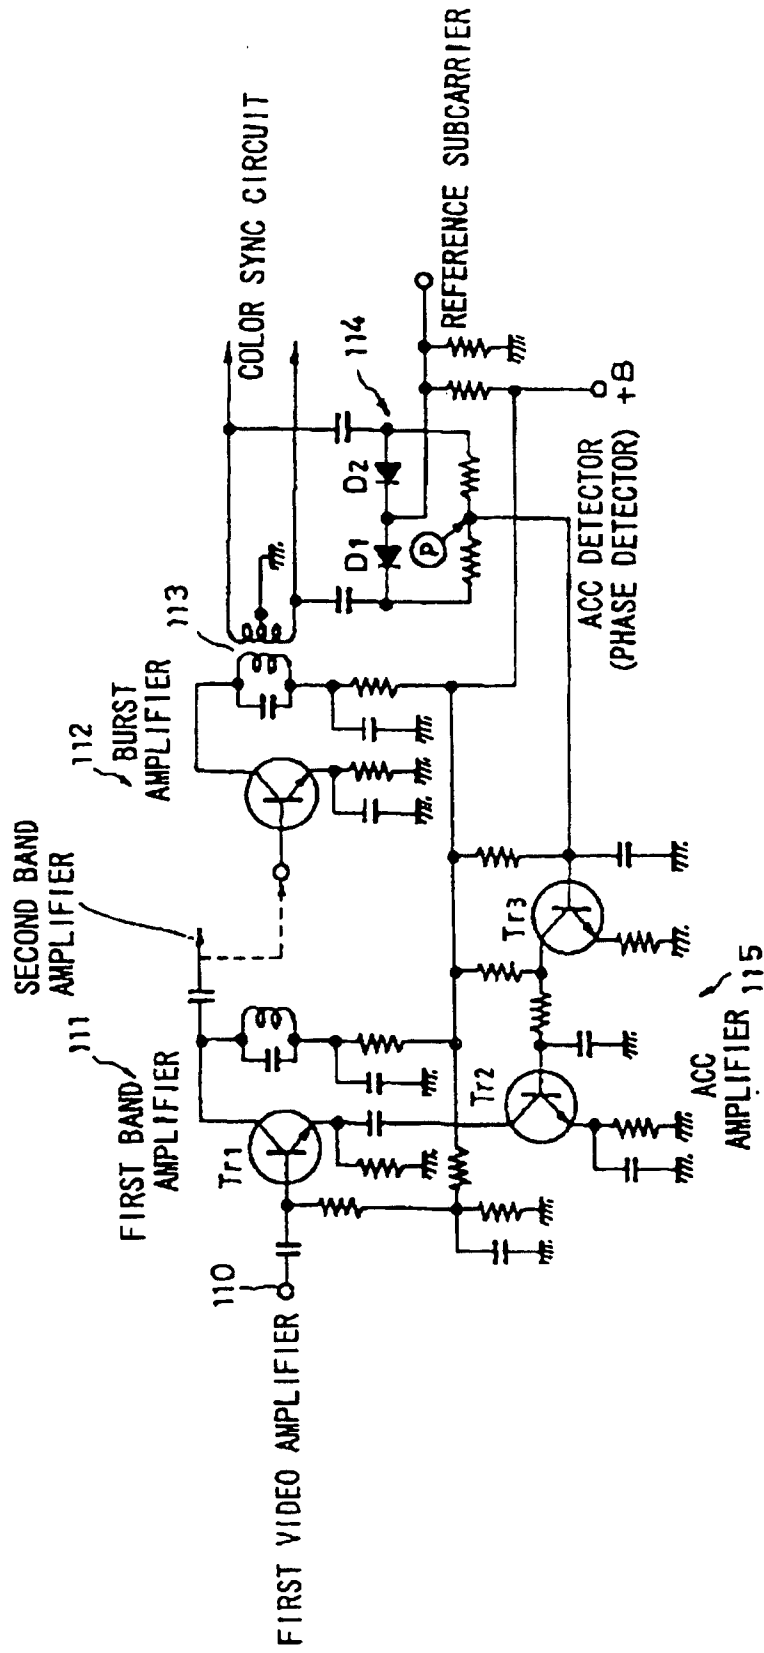 FIRST VIDEO AMPLIFIER
110
FIRST BAND
AMPLIFIER
111
SECOND BAND
AMPLIFIER
112
BURST
AMPLIFIER
113
COLOR SYNC CIRCUIT
114
REFERENCE SUBCARRIER
Tr1
Tr2
Tr3
D1
D2
P
+B
ACC DETECTOR
(PHASE DETECTOR)
ACC
AMPLIFIER 115